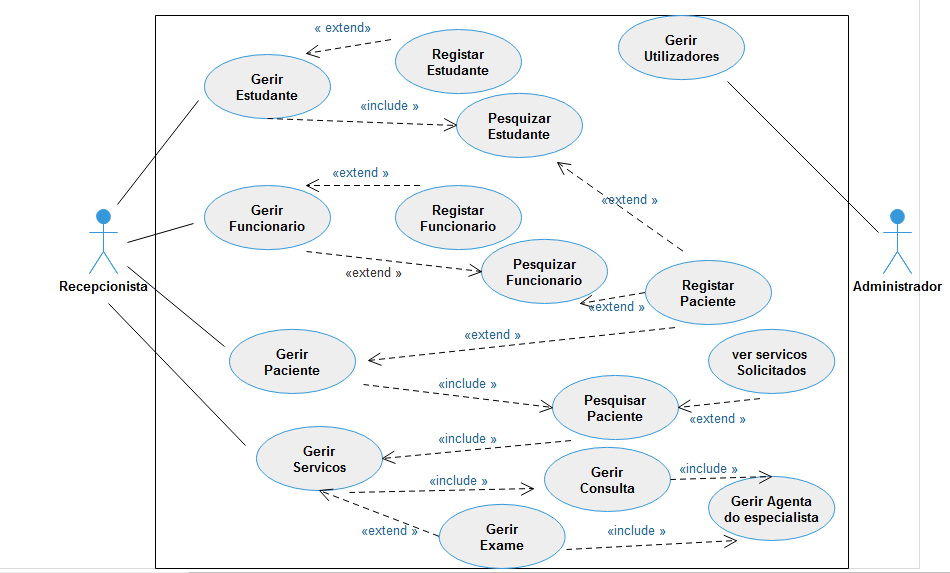 « extend»
Registar
Estudante
Gerir
Utilizadores
Gerir
Estudante
«include »
Pesquizar
Estudante
«extend »
«extend »
Gerir
Funcionario
Registar
Funcionario
«extend »
Pesquizar
Funcionario
Registar
Paciente
Recepcionista
Administrador
«extend »
«extend »
Gerir
Paciente
ver servicos
Solicitados
«include »
Pesquisar
Paciente
«extend »
«include »
Gerir
Servicos
«include »
Gerir
Consulta
«include »
Gerir Agenta
do especialista
«extend »
Gerir
Exame
«include »